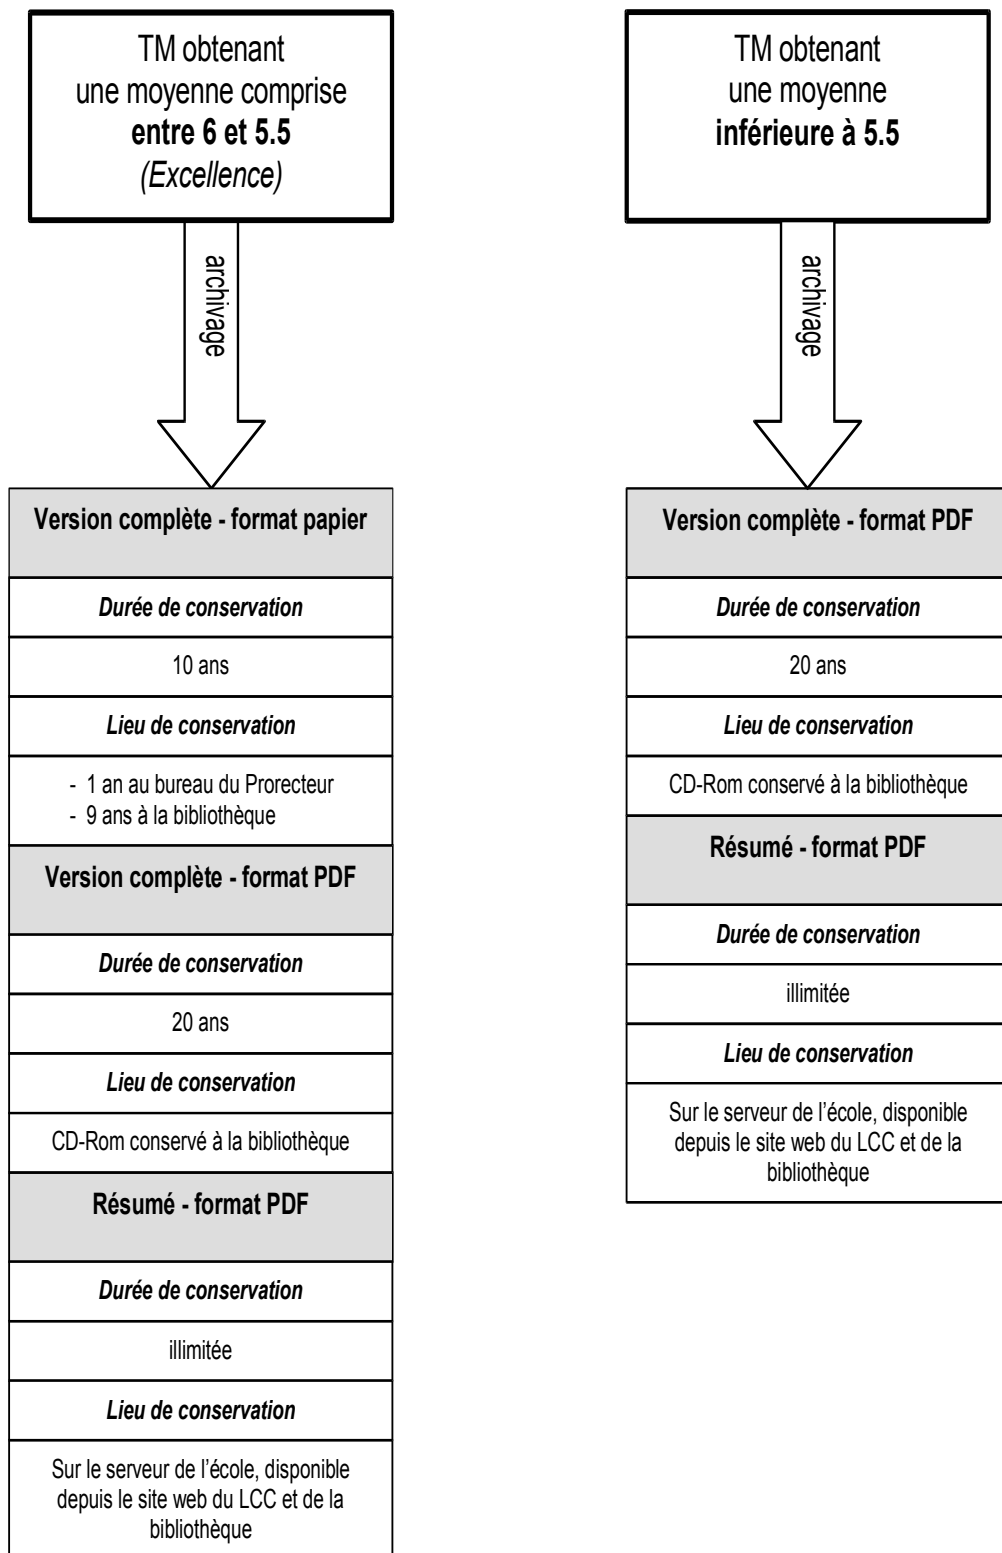 TM obtenant
une moyenne comprise
entre 6 et 5.5
(Excellence)
archivage
Version complète - format papier
Durée de conservation
10 ans
Lieu de conservation
- 1 an au bureau du Prorecteur
- 9 ans à la bibliothèque
Version complète - format PDF
Durée de conservation
20 ans
Lieu de conservation
CD-Rom conservé à la bibliothèque
Résumé - format PDF
Durée de conservation
illimitée
Lieu de conservation
Sur le serveur de l’école, disponible
depuis le site web du LCC et de la
bibliothèque
TM obtenant
une moyenne
inférieure à 5.5
archivage
Version complète - format PDF
Durée de conservation
20 ans
Lieu de conservation
CD-Rom conservé à la bibliothèque
Résumé - format PDF
Durée de conservation
illimitée
Lieu de conservation
Sur le serveur de l’école, disponible
depuis le site web du LCC et de la
bibliothèque